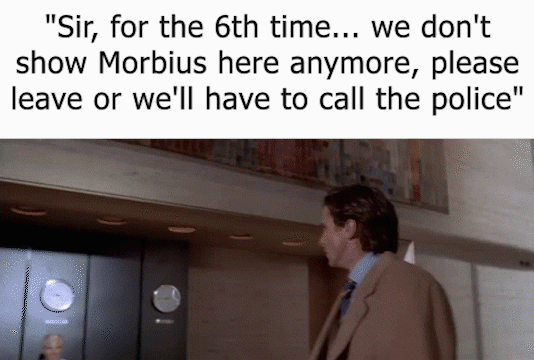 "Sir, for the 6th time... we don't
show Morbius here anymore, please
leave or we'll have to call the police"